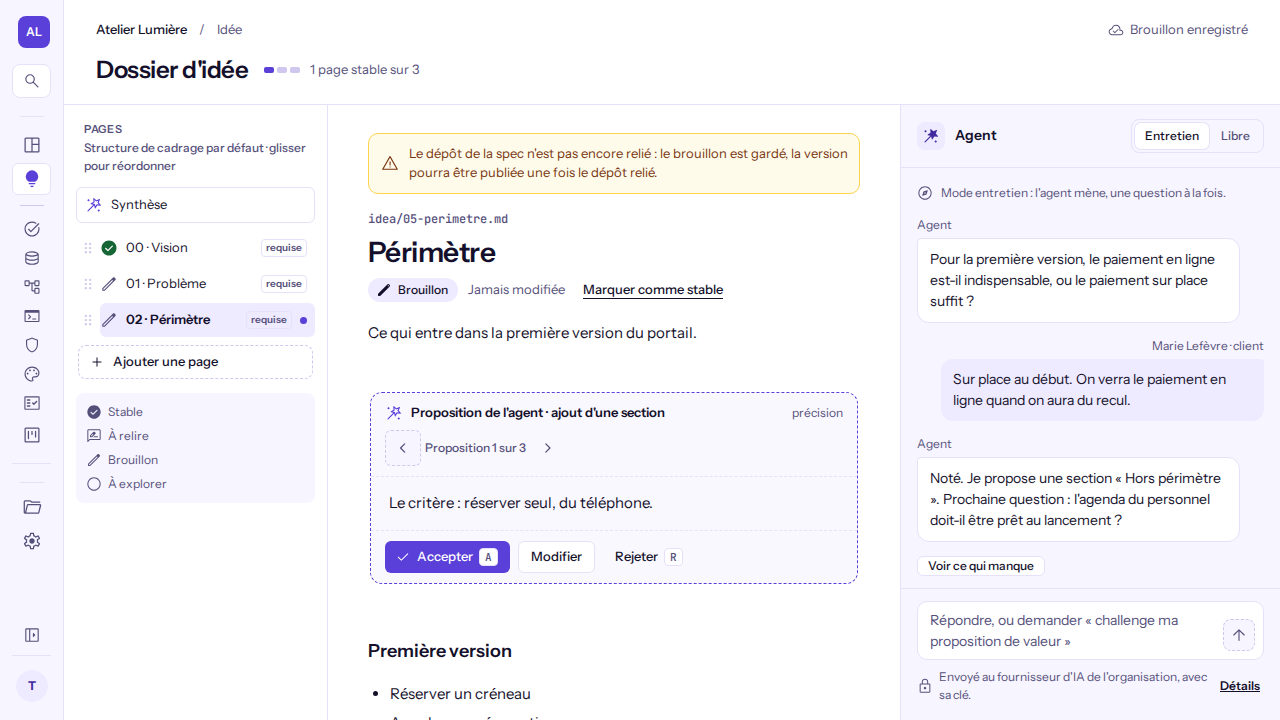 AL
Atelier Lumière / Idée
Brouillon enregistré
Dossier d'idée
1 page stable sur 3
PAGES
Structure de cadrage par défaut · glisser
pour réordonner
Synthèse
00 · Vision requise
01 · Problème requise
02 · Périmètre requise
Ajouter une page
Stable
À relire
Brouillon
À explorer
T
Le dépôt de la spec n'est pas encore relié : le brouillon est gardé, la version
pourra être publiée une fois le dépôt relié.
idea/05-perimetre.md
Périmètre
Brouillon Jamais modifiée Marquer comme stable
Ce qui entre dans la première version du portail.
Proposition de l'agent · ajout d'une section précision
Proposition 1 sur 3
Le critère : réserver seul, du téléphone.
Accepter A Modifier Rejeter R
Première version
• Réserver un créneau
Agent
Entretien Libre
Mode entretien : l'agent mène, une question à la fois.
Agent
Pour la première version, le paiement en ligne
est-il indispensable, ou le paiement sur place
suffit ?
Marie Lefèvre · client
Sur place au début. On verra le paiement en
ligne quand on aura du recul.
Agent
Noté. Je propose une section « Hors périmètre
». Prochaine question : l'agenda du personnel
doit-il être prêt au lancement ?
Voir ce qui manque
Répondre, ou demander « challenge ma
proposition de valeur »
Envoyé au fournisseur d'IA de l'organisation, avec
sa clé.
Détails